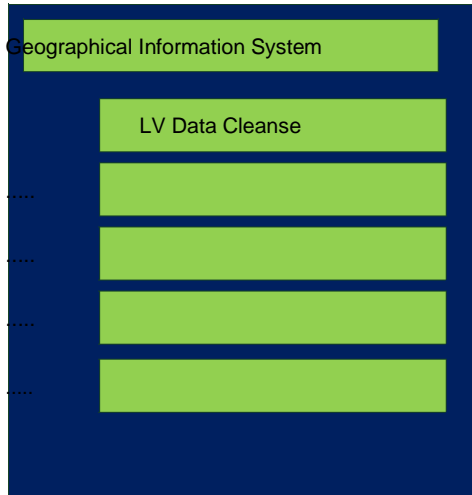 Geographical Information System
LV Data Cleanse
.....
.....
.....
.....